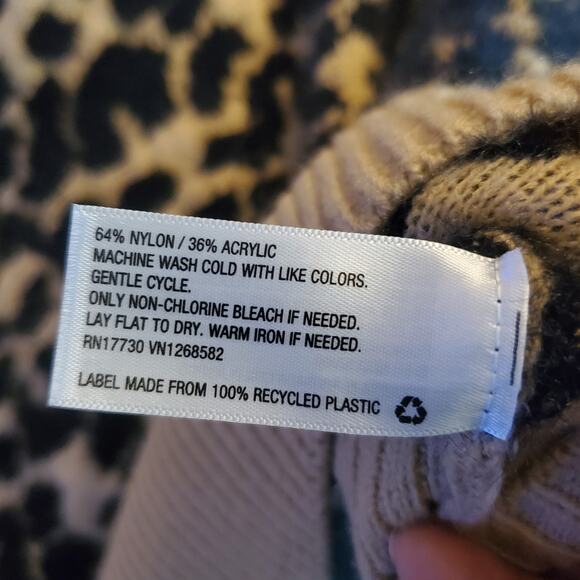 64% NYLON / 36% ACRYLIC
MACHINE WASH COLD WITH LIKE COLORS.
GENTLE CYCLE.
ONLY NON-CHLORINE BLEACH IF NEEDED.
LAY FLAT TO DRY. WARM IRON IF NEEDED.
RN17730 VN1268582
LABEL MADE FROM 100% RECYCLED PLASTIC